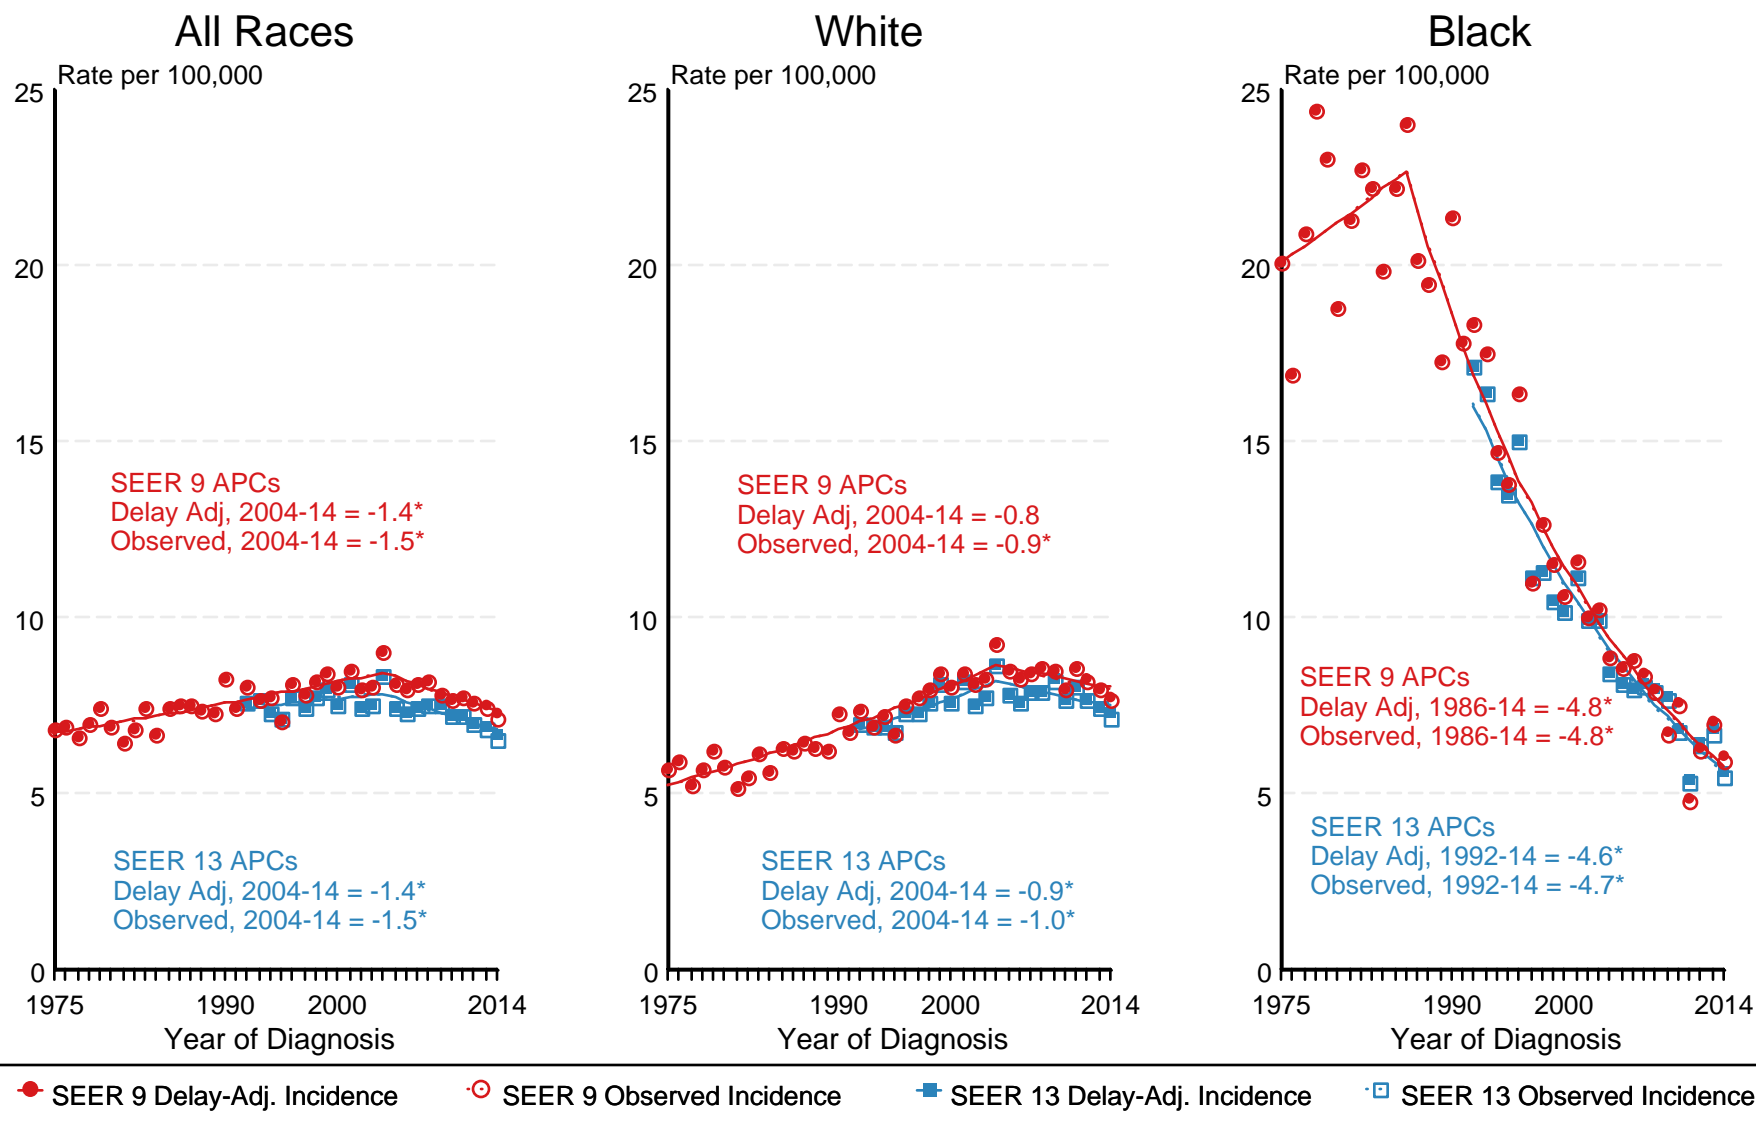 All Races
Rate per 100,000
25
20
15
10
5
0
SEER 9 APCs
Delay Adj, 2004-14 = -1.4*
Observed, 2004-14 = -1.5*
SEER 13 APCs
Delay Adj, 2004-14 = -1.4*
Observed, 2004-14 = -1.5*
1975 1990 2000 2014
Year of Diagnosis
White
Rate per 100,000
25
20
15
10
5
0
SEER 9 APCs
Delay Adj, 2004-14 = -0.8
Observed, 2004-14 = -0.9*
SEER 13 APCs
Delay Adj, 2004-14 = -0.9*
Observed, 2004-14 = -1.0*
1975 1990 2000 2014
Year of Diagnosis
Black
Rate per 100,000
25
20
15
10
5
0
SEER 9 APCs
Delay Adj, 1986-14 = -4.8*
Observed, 1986-14 = -4.8*
SEER 13 APCs
Delay Adj, 1992-14 = -4.6*
Observed, 1992-14 = -4.7*
1975 1990 2000 2014
Year of Diagnosis
SEER 9 Delay-Adj. Incidence SEER 9 Observed Incidence SEER 13 Delay-Adj. Incidence SEER 13 Observed Incidence